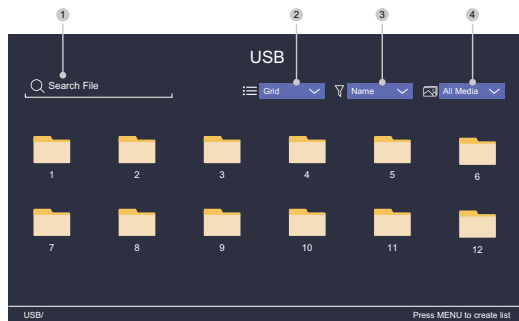 1 2 3 4
USB
Search File Grid Name All Media
1 2 3 4 5 6
7 8 9 10 11 12
USB/ Press MENU to create list